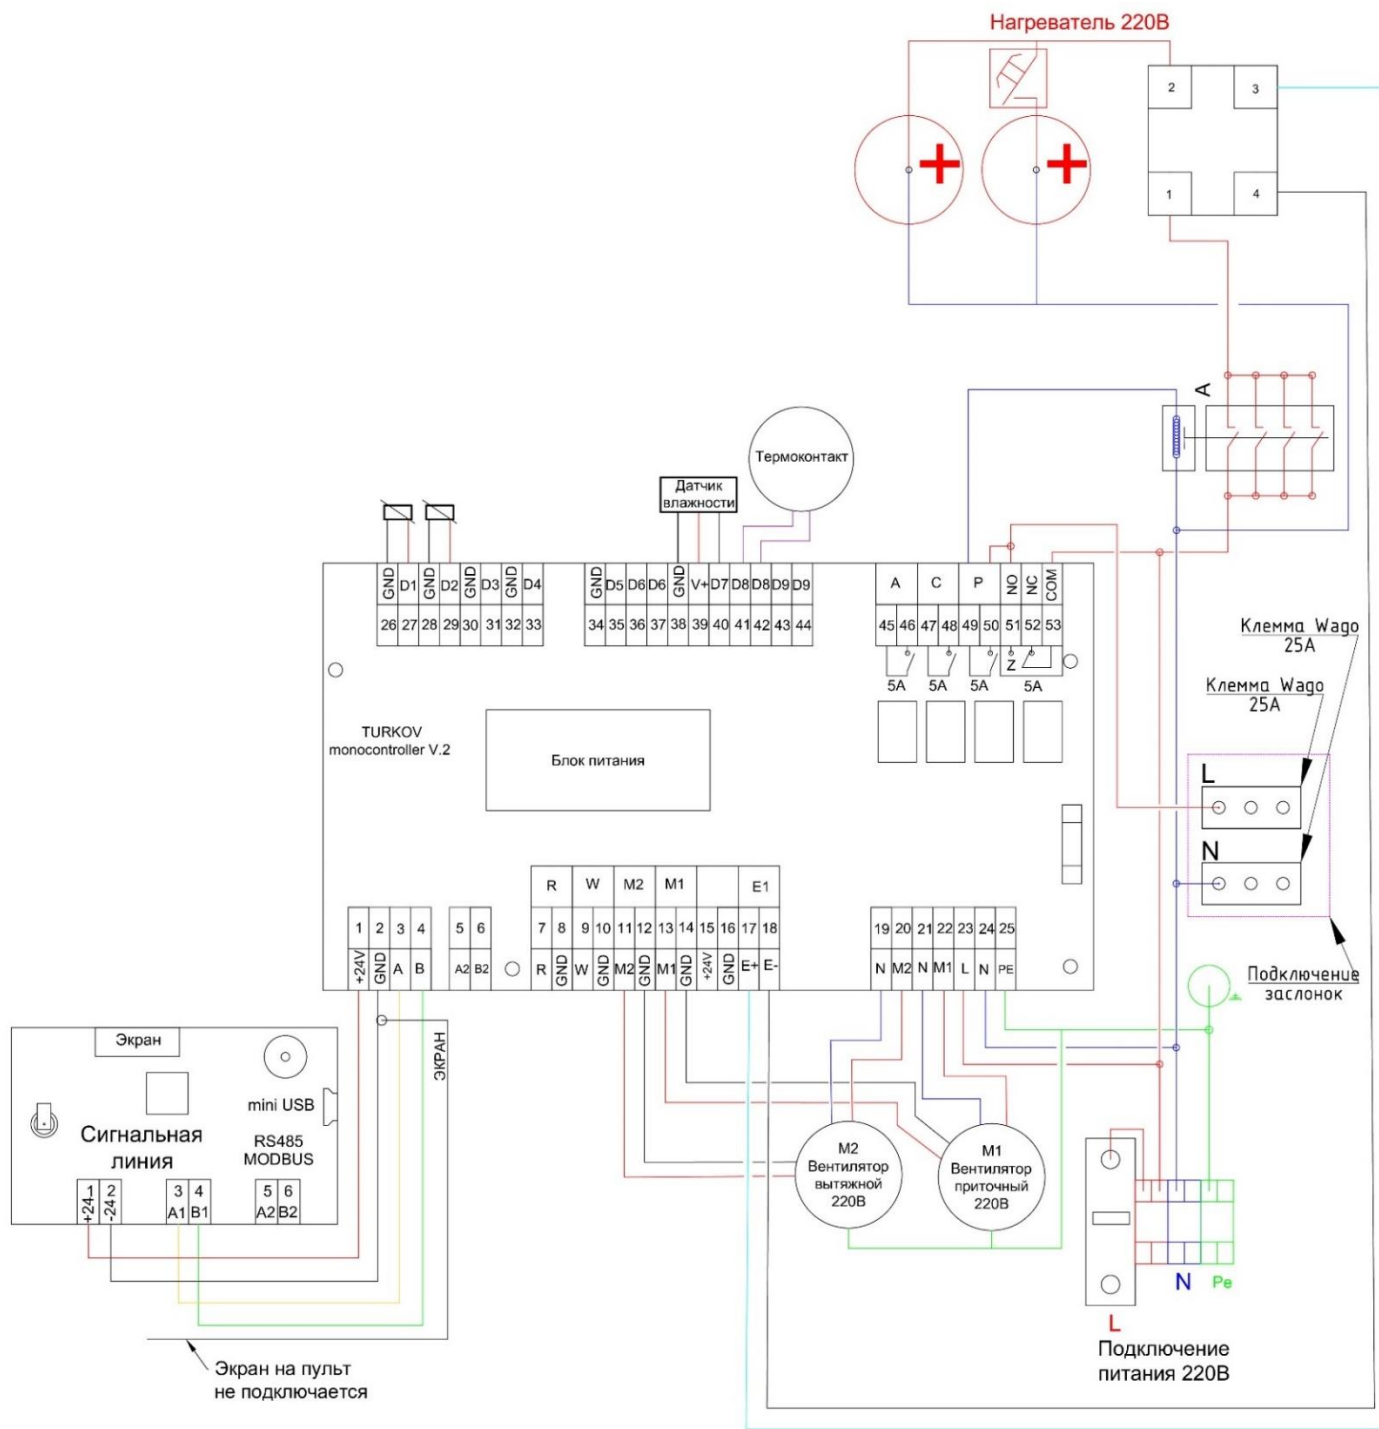 Нагреватель 220В
2
3
1
4
A
Термоконтакт
Датчик
влажности
GND D1 GND D2 GND D3 GND D4
26 27 28 29 30 31 32 33
GND D5 D6 D6 GND V+ D7 D8 D8 D9 D9
34 35 36 37 38 39 40 41 42 43 44
A C P NO NC COM
45 46 47 48 49 50 51 52 53
Z
5А 5А 5А 5А
Клемма Wago
25А
Клемма Wago
25А
TURKOV
monocontroller V.2
Блок питания
L
N
Подключение
заслонок
R W M2 M1 E1
1 2 3 4
+24V GND A B
5 6
A2 B2
7 8 9 10 11 12 13 14 15 16 17 18
R GND W GND M2 GND M1 GND +24V GND E+ E-
19 20 21 22 23 24 25
N M2 N M1 L N PE
Экран
ЭКРАН
mini USB
Сигнальная
линия
RS485
MODBUS
1 2
+24 -24
3 4
A1 B1
5 6
A2 B2
M2
Вентилятор
вытяжной
220В
M1
Вентилятор
приточный
220В
N
Pe
L
Подключение
питания 220В
Экран на пульт
не подключается